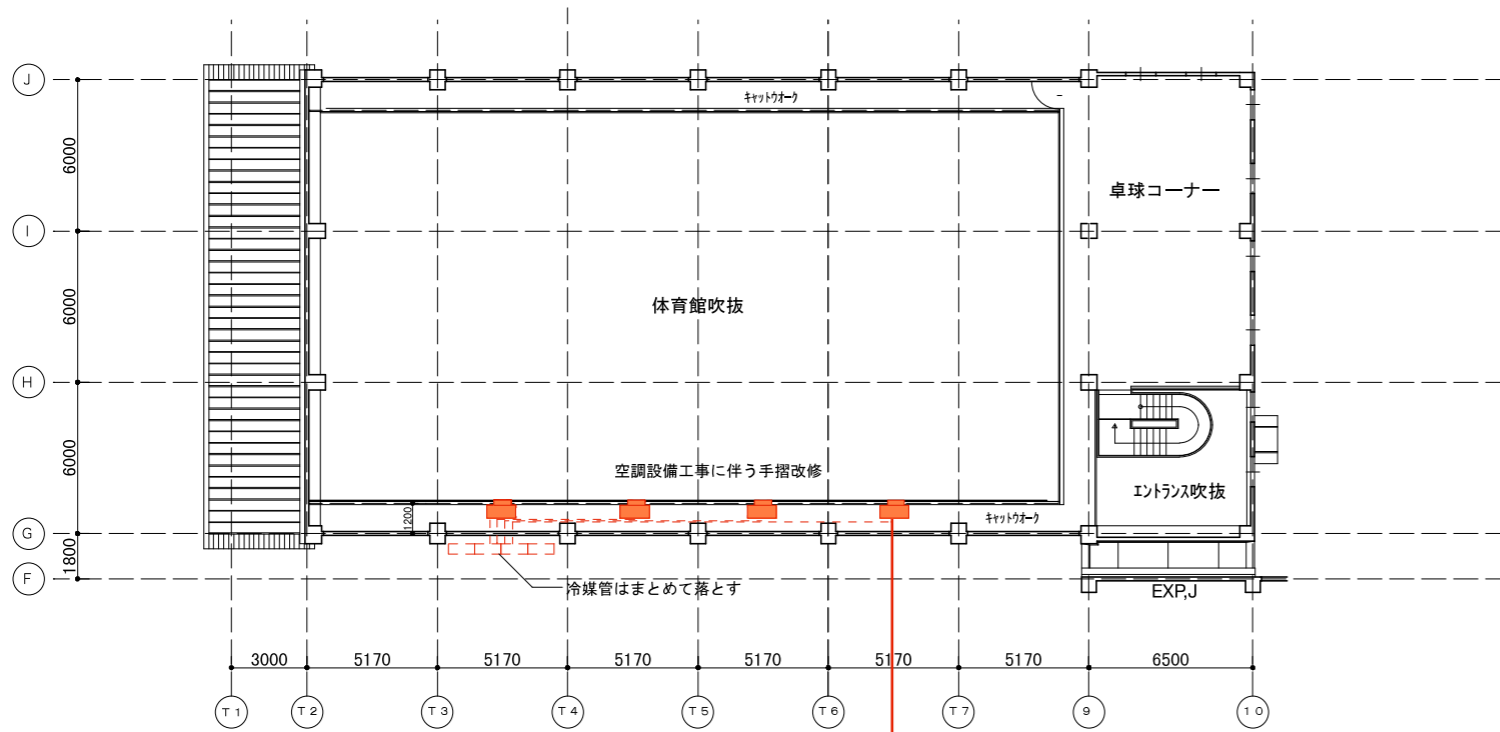 J
キャットウオーク
6000
卓球コーナー
I
体育館吹抜
6000
H
6000
空調設備工事に伴う手摺改修
エントランス吹抜
1200
キャットウオーク
G
1800
冷媒管はまとめて落とす
F
EXP,J
3000 5170 5170 5170 5170 5170 5170 6500
T1 T2 T3 T4 T5 T6 T7 9 10